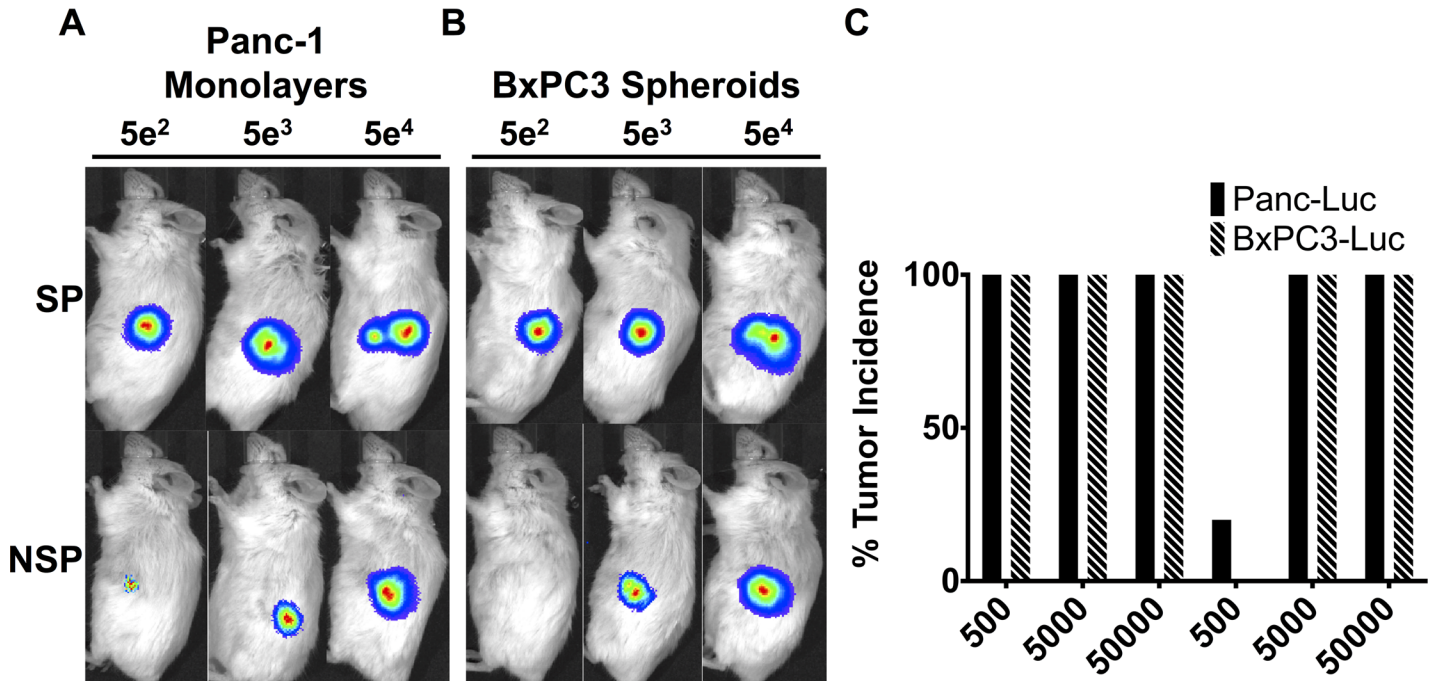 A
Panc-1
Monolayers
5e²
5e³
5e⁴
SP
NSP
B
BxPC3 Spheroids
5e²
5e³
5e⁴
C
Panc-Luc
BxPC3-Luc
% Tumor Incidence
100
50
0
500
5000
50000
500
5000
50000